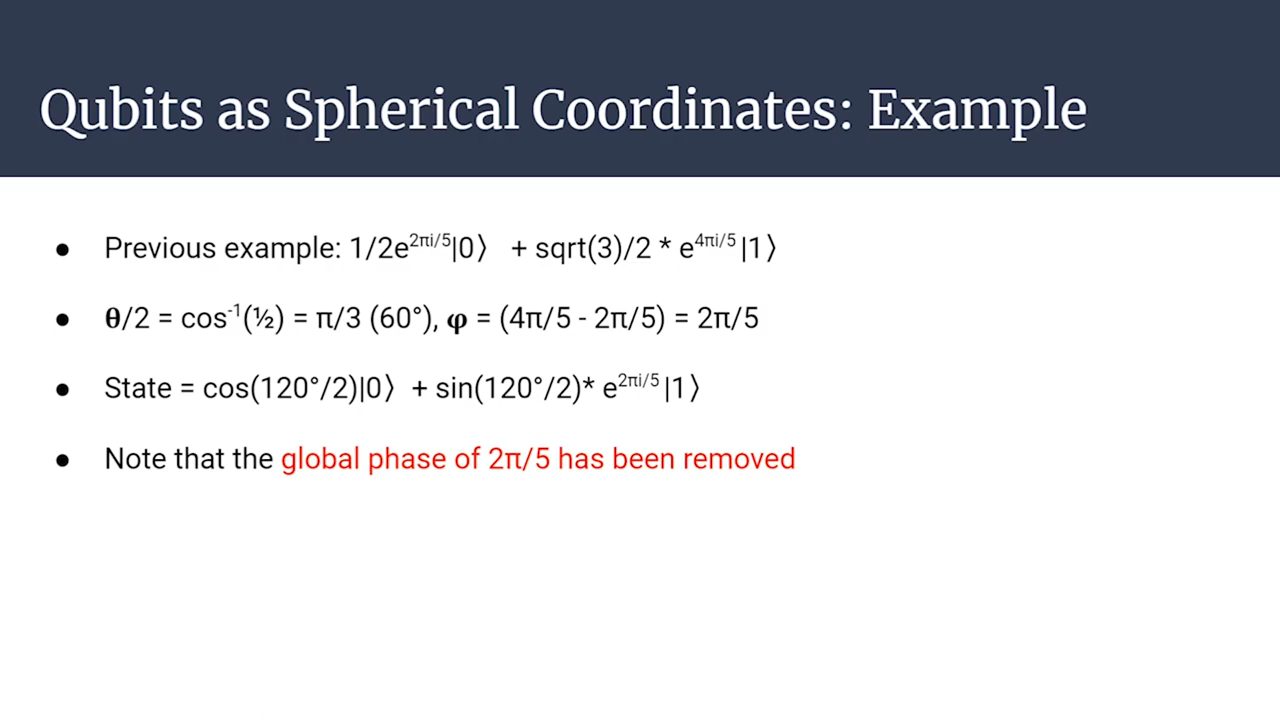 Qubits as Spherical Coordinates: Example
● Previous example: 1/2e^{2πi/5}|0⟩ + sqrt(3)/2 * e^{4πi/5} |1⟩
● θ/2 = cos^{-1}(½) = π/3 (60°), φ = (4π/5 - 2π/5) = 2π/5
● State = cos(120°/2)|0⟩ + sin(120°/2)* e^{2πi/5} |1⟩
● Note that the global phase of 2π/5 has been removed